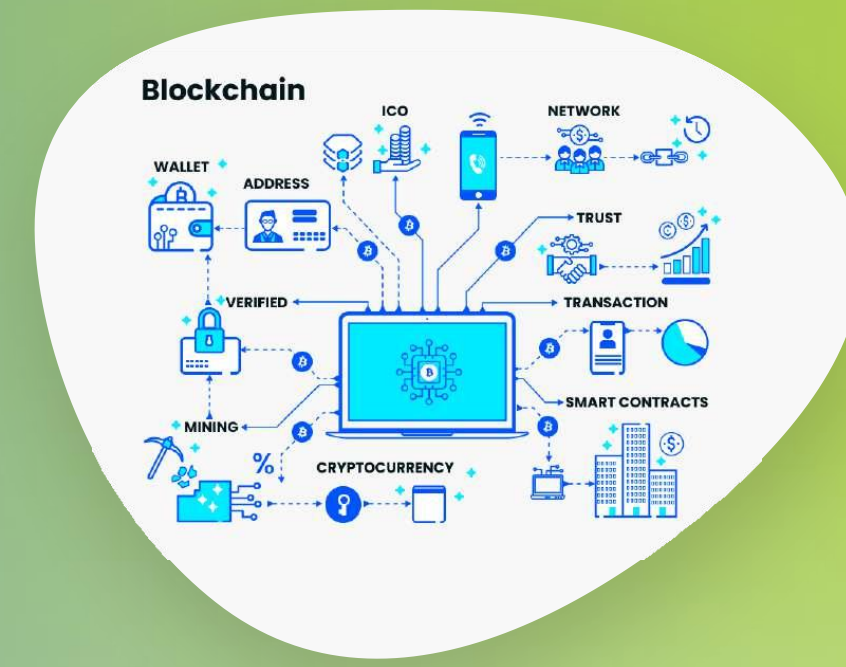 Blockchain
ICO
NETWORK
WALLET
ADDRESS
TRUST
VERIFIED
TRANSACTION
SMART CONTRACTS
MINING
%
CRYPTOCURRENCY